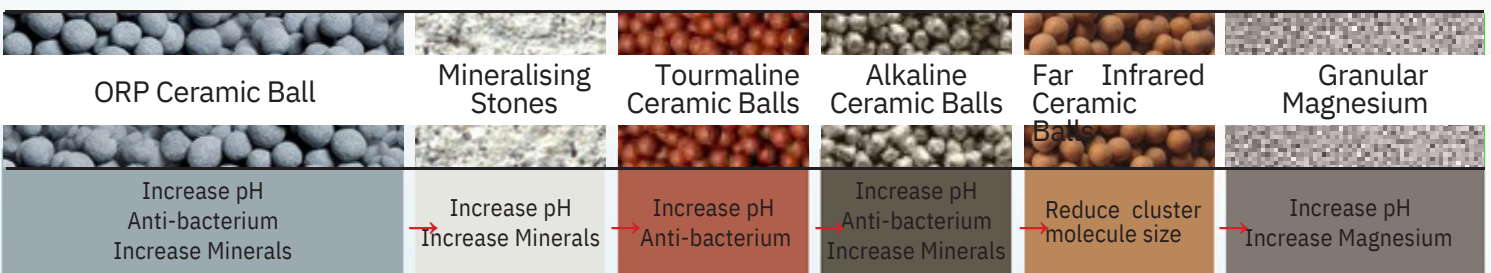 ORP Ceramic Ball
Mineralising
Stones
Tourmaline
Ceramic Balls
Alkaline
Ceramic Balls
Far Infrared
Ceramic
Balls
Granular
Magnesium
Increase pH
Anti-bacterium
Increase Minerals
Increase pH
Increase Minerals
Increase pH
Anti-bacterium
Increase pH
Anti-bacterium
Increase Minerals
Reduce cluster
molecule size
Increase pH
Increase Magnesium